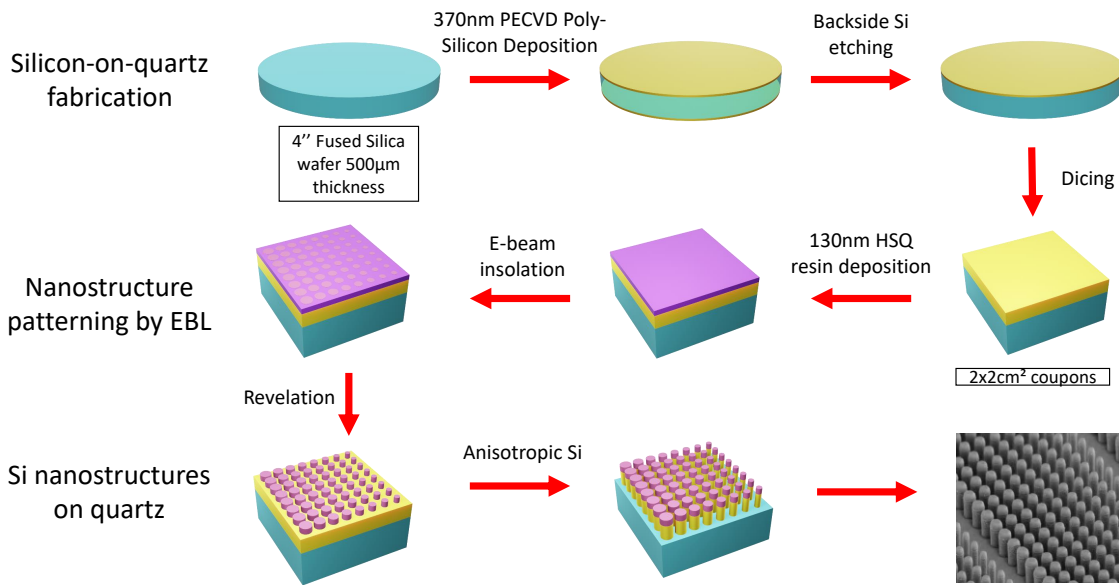 Silicon-on-quartz
fabrication
370nm PECVD Poly-
Silicon Deposition
Backside Si
etching
4’’ Fused Silica
wafer 500µm
thickness
Dicing
Nanostructure
patterning by EBL
E-beam
insolation
130nm HSQ
resin deposition
2x2cm² coupons
Revelation
Si nanostructures
on quartz
Anisotropic Si